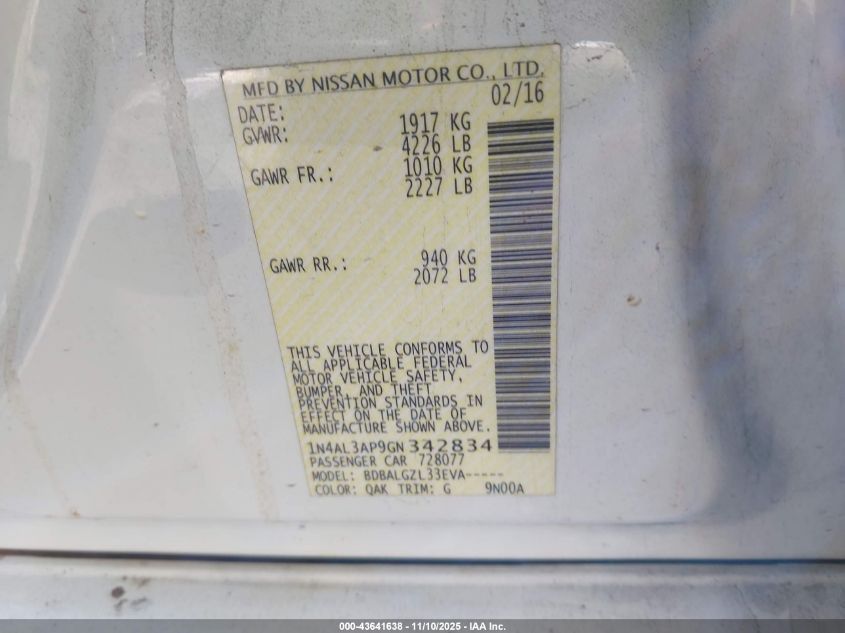 MFD BY NISSAN MOTOR CO., LTD.
DATE: 02/16
GVWR: 1917 KG
4226 LB
GAWR FR.: 1010 KG
2227 LB
GAWR RR.: 940 KG
2072 LB
THIS VEHICLE CONFORMS TO
ALL APPLICABLE FEDERAL
MOTOR VEHICLE SAFETY,
BUMPER, AND THEFT
PREVENTION STANDARDS IN
EFFECT ON THE DATE OF
MANUFACTURE SHOWN ABOVE.
1N4AL3AP9GN342834
PASSENGER CAR 728077
MODEL: BDBALGZL33EVA-----
COLOR: QAK TRIM: G 9N00A
000-43641638 - 11/10/2025 - IAA Inc.